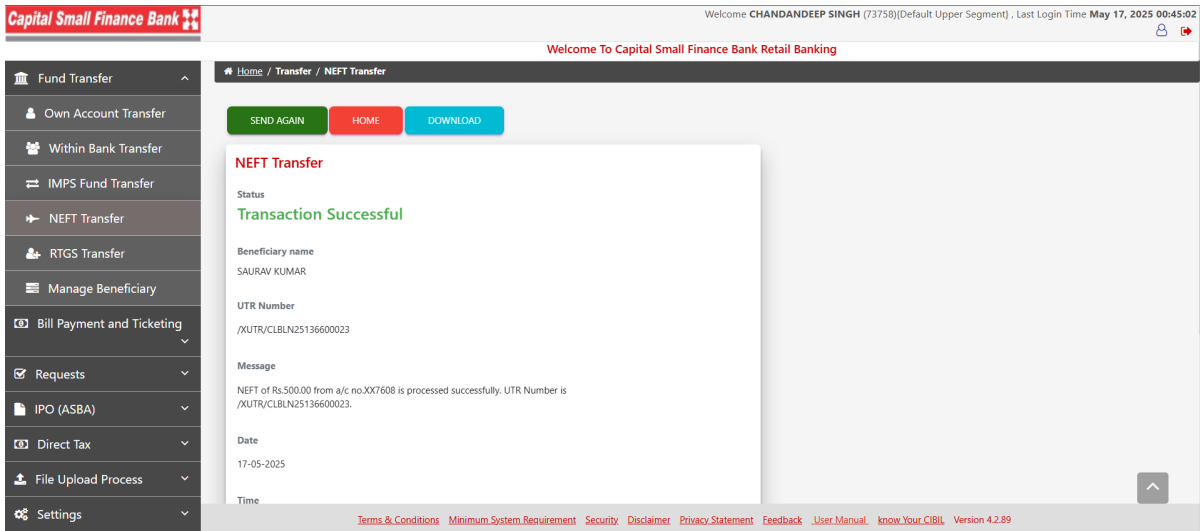 Capital Small Finance Bank
Welcome CHANDANDEEP SINGH (73758)(Default Upper Segment) , Last Login Time May 17, 2025 00:45:02
Welcome To Capital Small Finance Bank Retail Banking
Fund Transfer
Own Account Transfer
Within Bank Transfer
IMPS Fund Transfer
NEFT Transfer
RTGS Transfer
Manage Beneficiary
Bill Payment and Ticketing
Requests
IPO (ASBA)
Direct Tax
File Upload Process
Settings
Home / Transfer / NEFT Transfer
SEND AGAIN HOME DOWNLOAD
NEFT Transfer
Status
Transaction Successful
Beneficiary name
SAURAV KUMAR
UTR Number
/XUTR/CLBLN25136600023
Message
NEFT of Rs.500.00 from a/c no.XX7608 is processed successfully. UTR Number is
/XUTR/CLBLN25136600023.
Date
17-05-2025
Time
Terms & Conditions Minimum System Requirement Security Disclaimer Privacy Statement Feedback User Manual know Your CIBIL Version 4.2.89